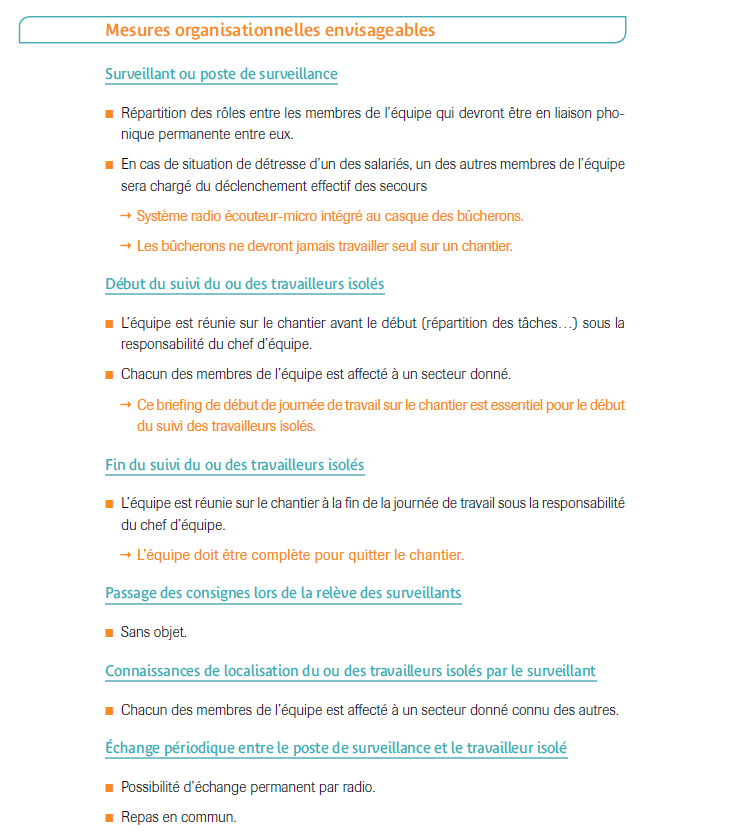 Mesures organisationnelles envisageables
Surveillant ou poste de surveillance
■ Répartition des rôles entre les membres de l'équipe qui devront être en liaison pho-
nique permanente entre eux.
■ En cas de situation de détresse d'un des salariés, un des autres membres de l'équipe
sera chargé du déclenchement effectif des secours
→ Système radio écouteur-micro intégré au casque des bûcherons.
→ Les bûcherons ne devront jamais travailler seul sur un chantier.
Début du suivi du ou des travailleurs isolés
■ L'équipe est réunie sur le chantier avant le début (répartition des tâches…) sous la
responsabilité du chef d'équipe.
■ Chacun des membres de l'équipe est affecté à un secteur donné.
→ Ce briefing de début de journée de travail sur le chantier est essentiel pour le début
du suivi des travailleurs isolés.
Fin du suivi du ou des travailleurs isolés
■ L'équipe est réunie sur le chantier à la fin de la journée de travail sous la responsabilité
du chef d'équipe.
→ L'équipe doit être complète pour quitter le chantier.
Passage des consignes lors de la relève des surveillants
■ Sans objet.
Connaissances de localisation du ou des travailleurs isolés par le surveillant
■ Chacun des membres de l'équipe est affecté à un secteur donné connu des autres.
Échange périodique entre le poste de surveillance et le travailleur isolé
■ Possibilité d'échange permanent par radio.
■ Repas en commun.